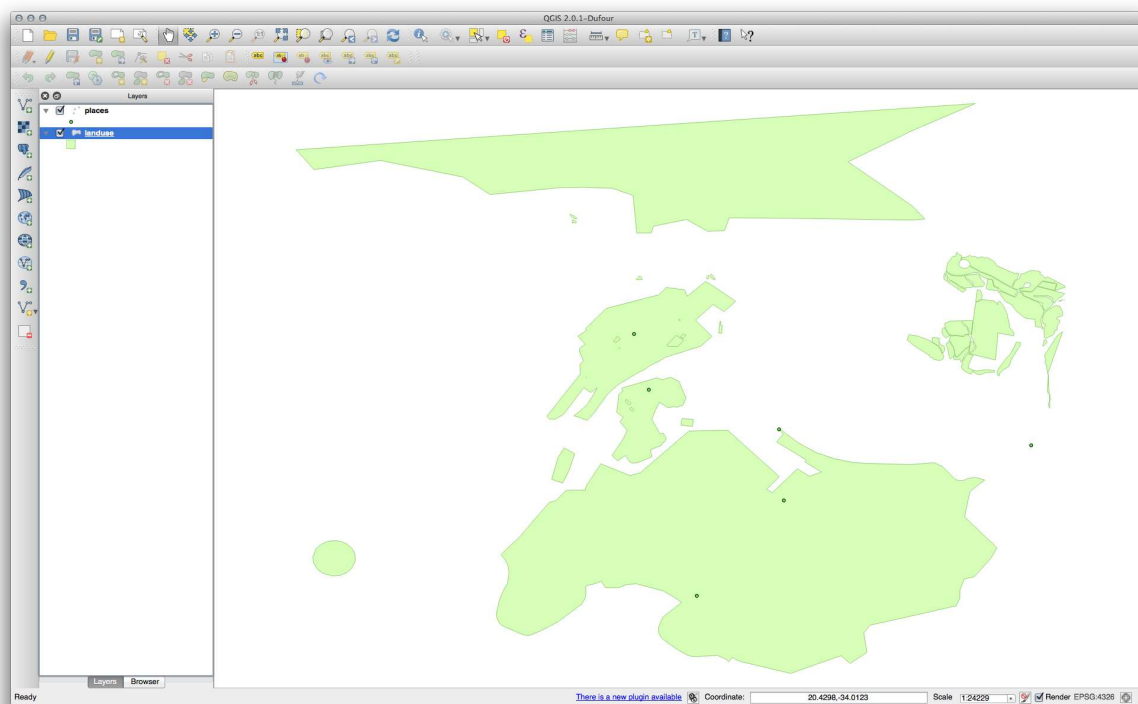 QGIS 2.0.1-Dufour
Layers
places
landuse
Layers Browser
Ready There is a new plugin available Coordinate: 20.4298,-34.0123 Scale 1:24229 Render EPSG:4326